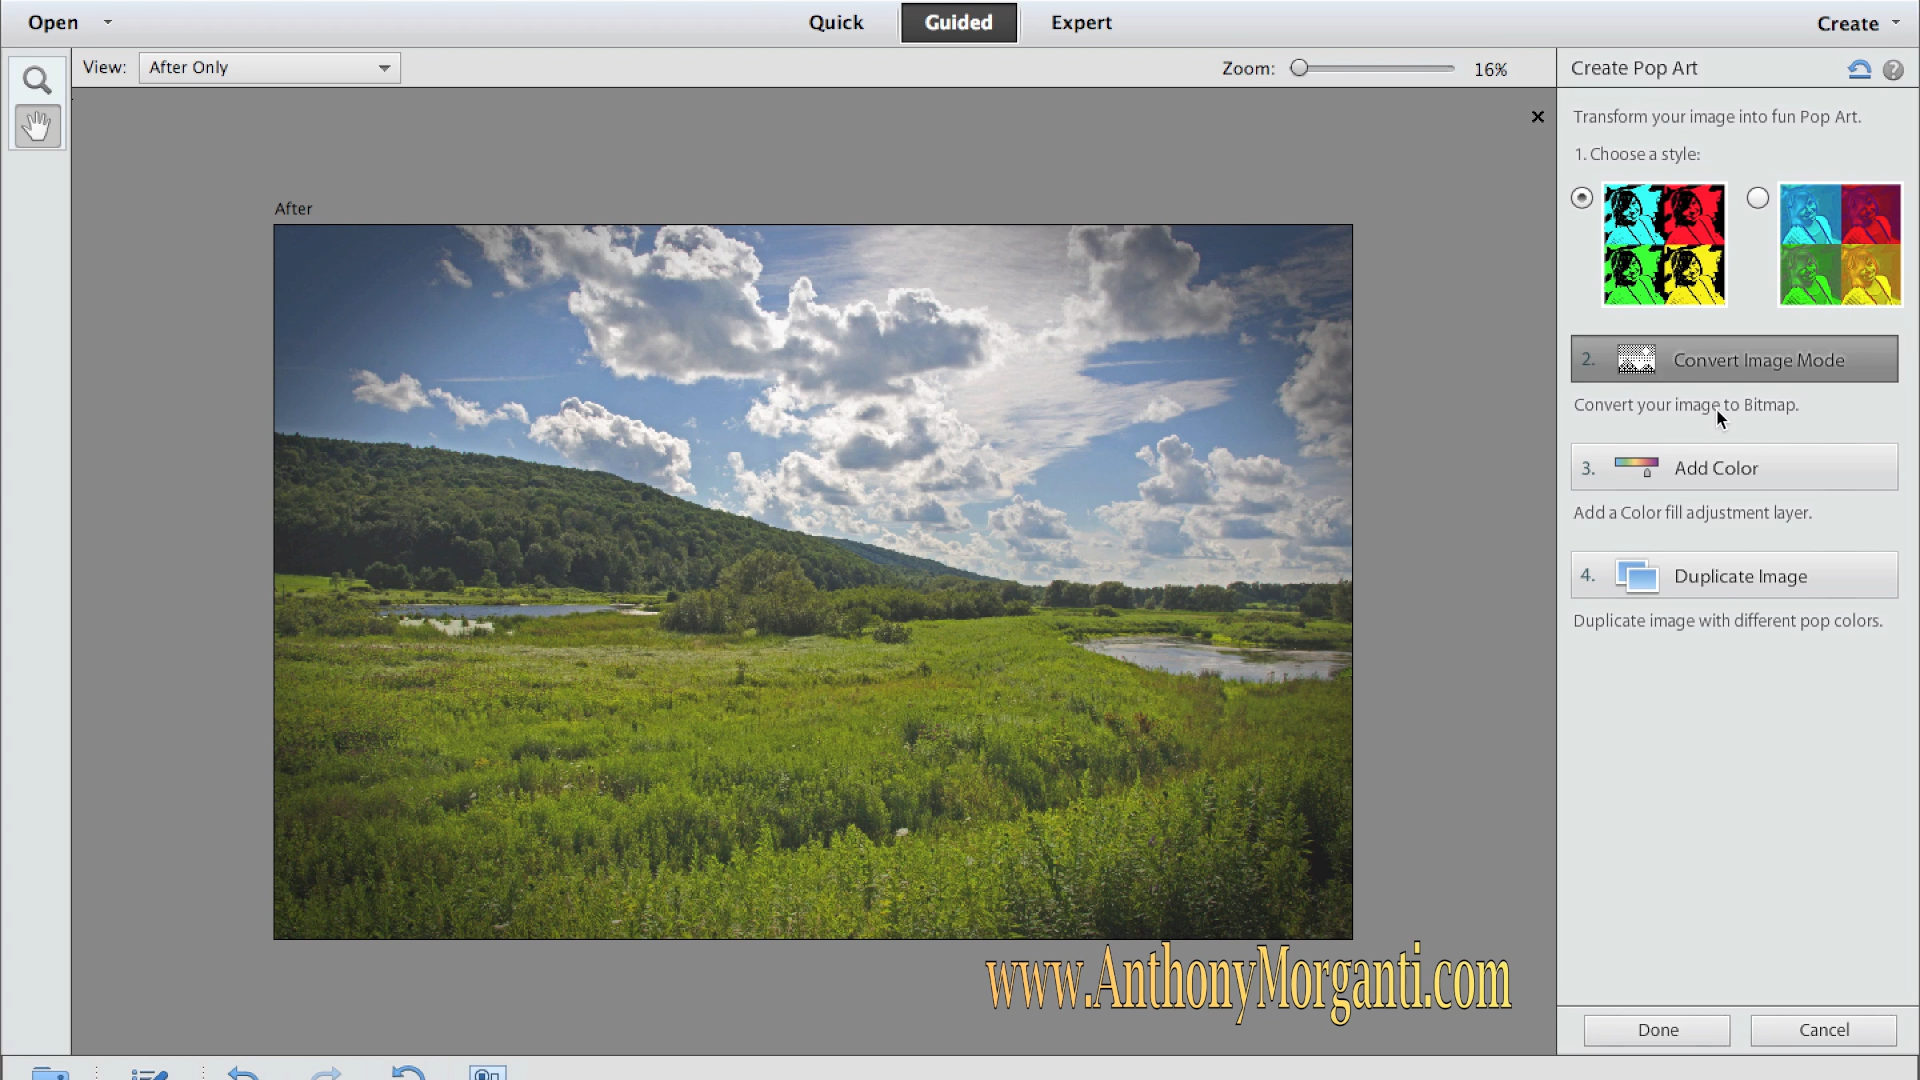 Open
Quick
Guided
Expert
Create
View:
After Only
Zoom:
16%
Create Pop Art
?
Transform your image into fun Pop Art.
After
1. Choose a style:
2. Convert Image Mode
Convert your image to Bitmap.
3. Add Color
Add a Color fill adjustment layer.
4. Duplicate Image
Duplicate image with different pop colors.
www.AnthonyMorganti.com
Done
Cancel